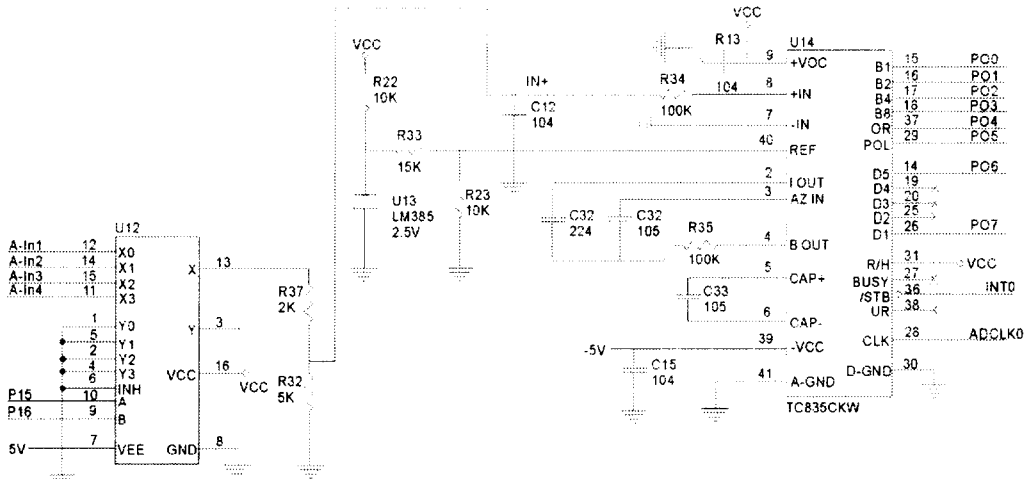 VCC
R22
10K
IN+
C12
104
R34
100K
R13
104
VCC
U14
9 +VOC
8 +IN
7 -IN
40 REF
2 I OUT
3 AZ IN
4 B OUT
5 CAP+
6 CAP-
39 -VCC
41 A-GND
B1 15 PO0
B2 16 PO1
B4 17 PO2
B8 18 PO3
OR 37 PO4
POL 29 PO5
D5 14 PO6
D4 19
D3 20
D2 25
D1 26 PO7
R/H 31 VCC
BUSY 27
/STB 36 INT0
UR 38
CLK 28 ADCLK0
D-GND 30
TC835CKW
R33
15K
U13
LM385
2.5V
R23
10K
C32
224
C32
105
R35
100K
C33
105
-5V
C15
104
U12
A-In1 12 X0
A-In2 14 X1
A-In3 15 X2
A-In4 11 X3
1 Y0
5 Y1
2 Y2
4 Y3
6 INH
P15 10 A
P16 9 B
5V 7 VEE
X 13
Y 3
VCC 16 VCC
GND 8
R37
2K
R32
5K